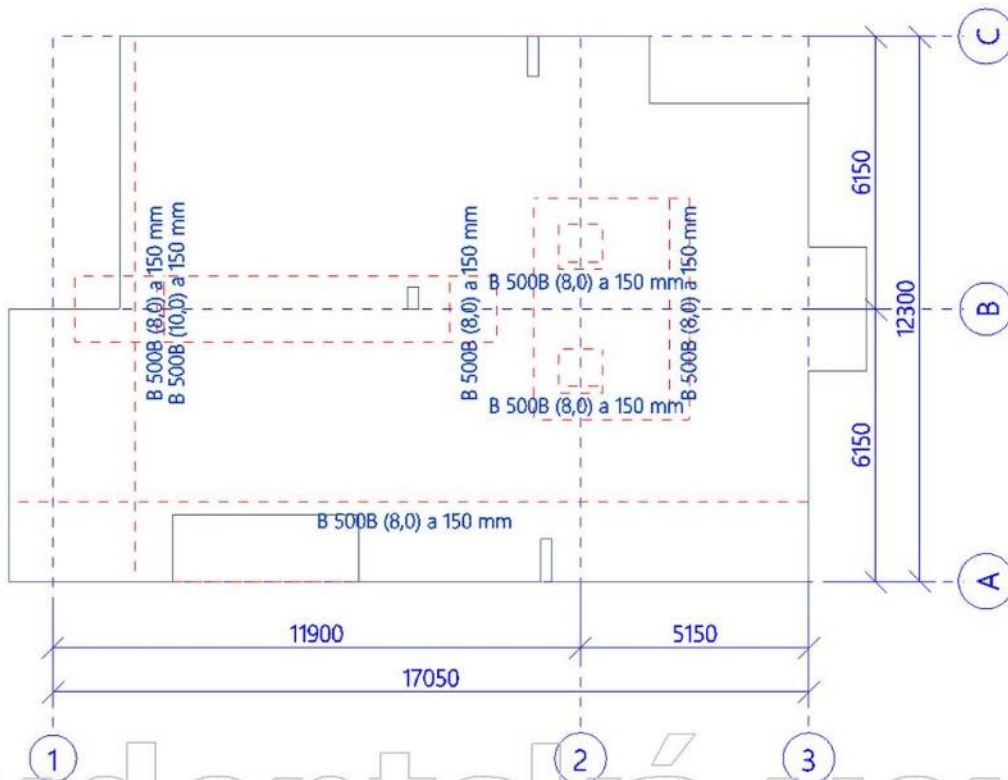 C
6150
12300
B 500B (8,0) a 150 mm
B 500B (10,0) a 150 mm
B 500B (8,0) a 150 mm
B 500B (8,0) a 150 mm
B 500B (8,0) a 150 mm
B
B 500B (8,0) a 150 mm
6150
B 500B (8,0) a 150 mm
A
11900
5150
17050
1
2
3